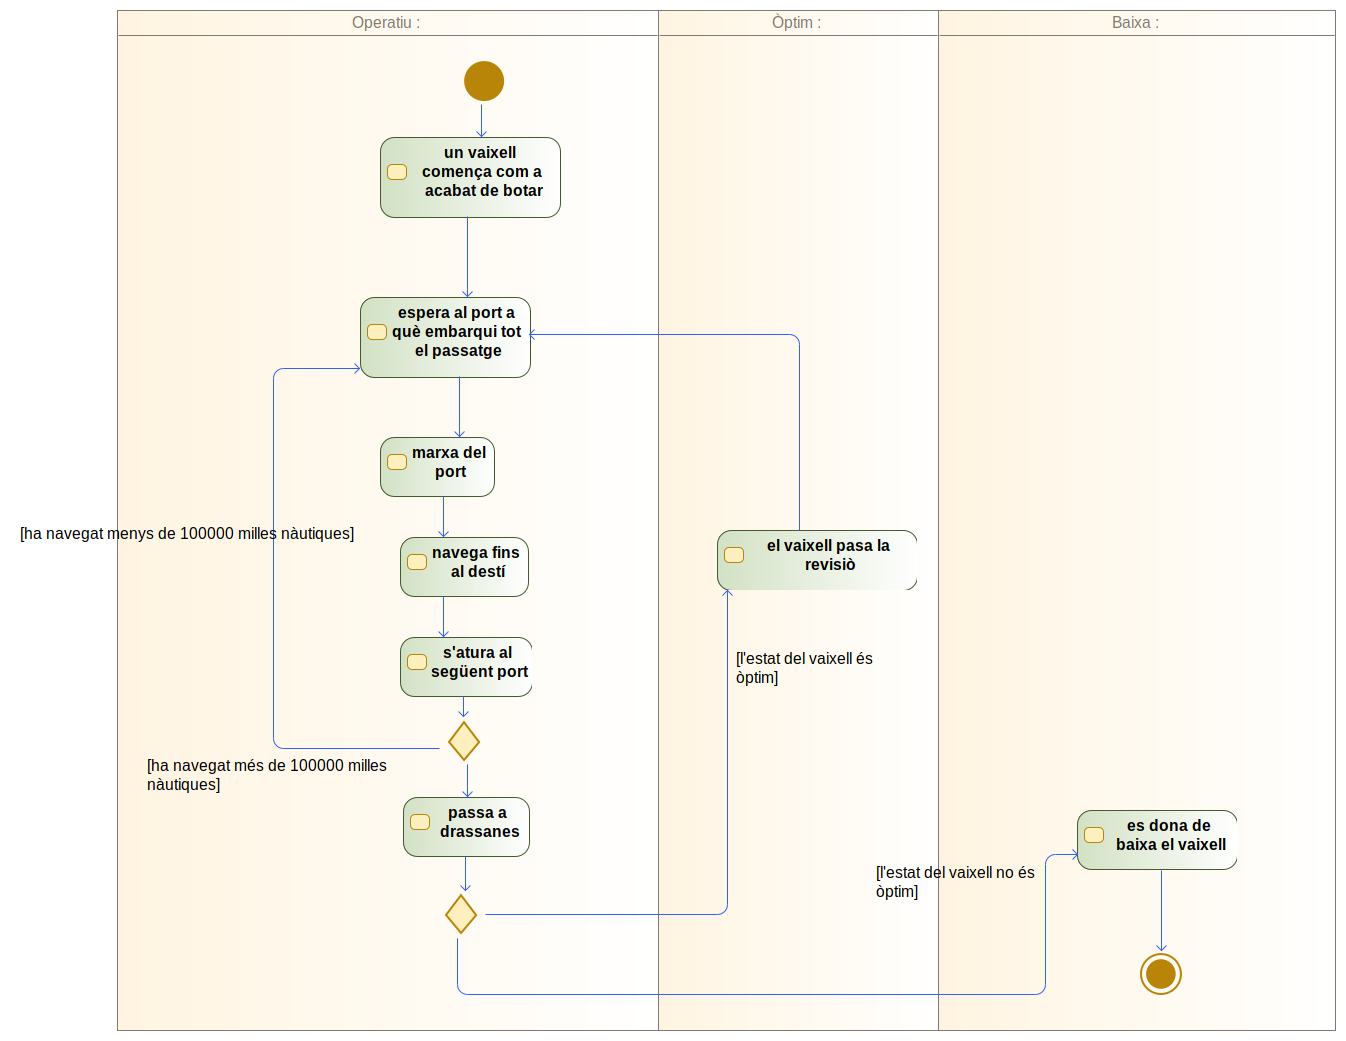 Operatiu :
Òptim :
Baixa :
un vaixell
comença com a
acabat de botar
espera al port a
què embarqui tot
el passatge
marxa del
port
[ha navegat menys de 100000 milles nàutiques]
navega fins
al destí
el vaixell pasa la
revisiò
s'atura al
següent port
[l'estat del vaixell és
òptim]
[ha navegat més de 100000 milles
nàutiques]
passa a
drassanes
es dona de
baixa el vaixell
[l'estat del vaixell no és
òptim]